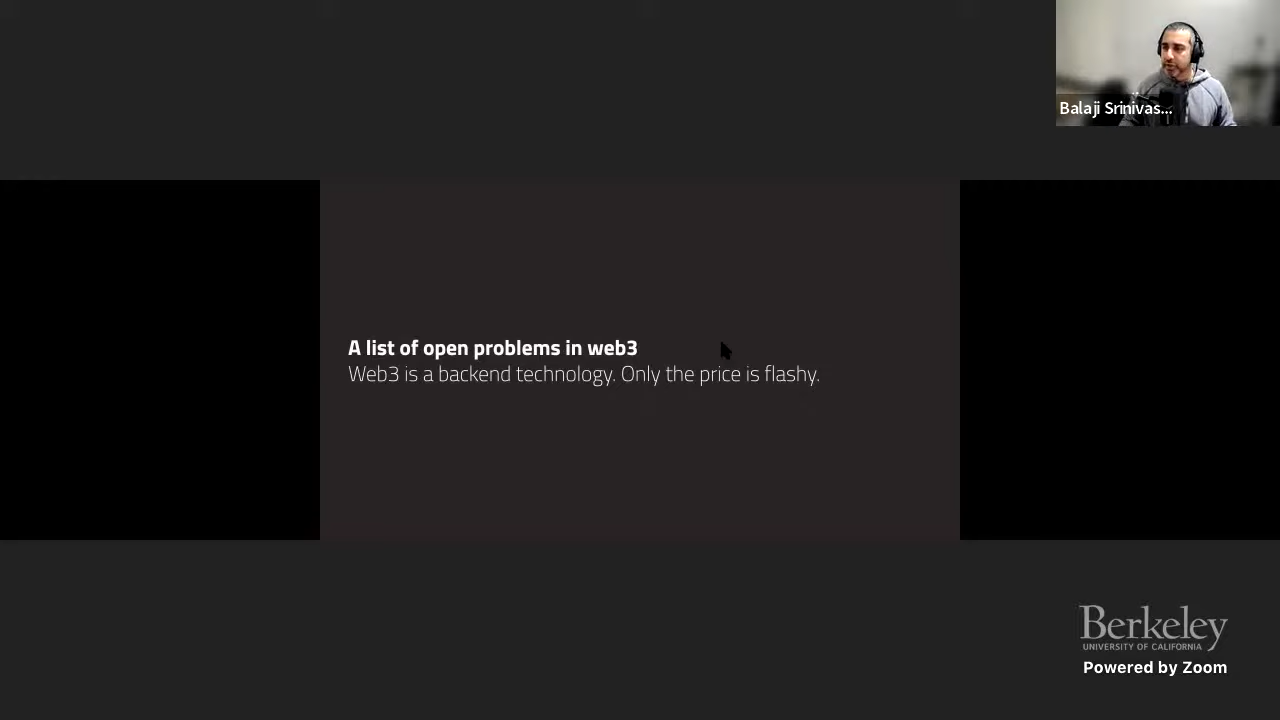 Balaji Srinivas...
A list of open problems in web3
Web3 is a backend technology. Only the price is flashy.
Berkeley
UNIVERSITY OF CALIFORNIA
Powered by Zoom